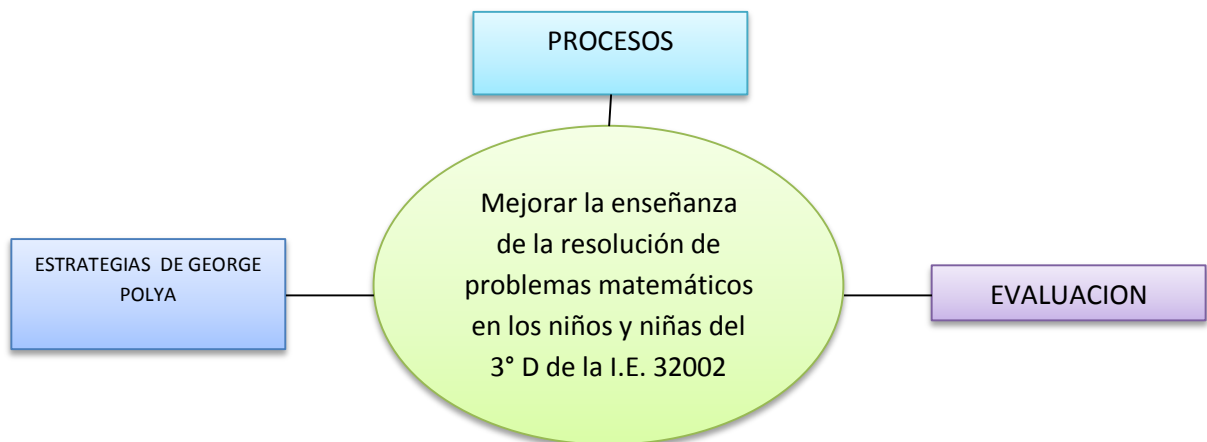 PROCESOS
Mejorar la enseñanza
de la resolución de
problemas matemáticos
en los niños y niñas del
3° D de la I.E. 32002
ESTRATEGIAS DE GEORGE
POLYA
EVALUACION